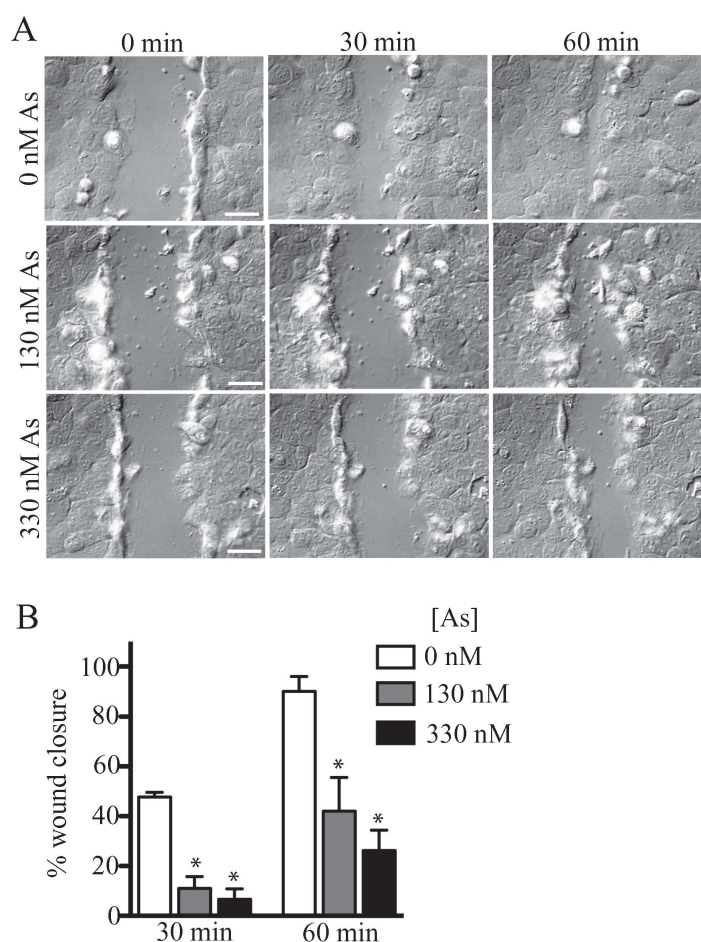 A
0 min 30 min 60 min
0 nM As
130 nM As
330 nM As
B
[As]
0 nM
130 nM
330 nM
% wound closure
100
80
60
40
20
0
* * * *
30 min 60 min